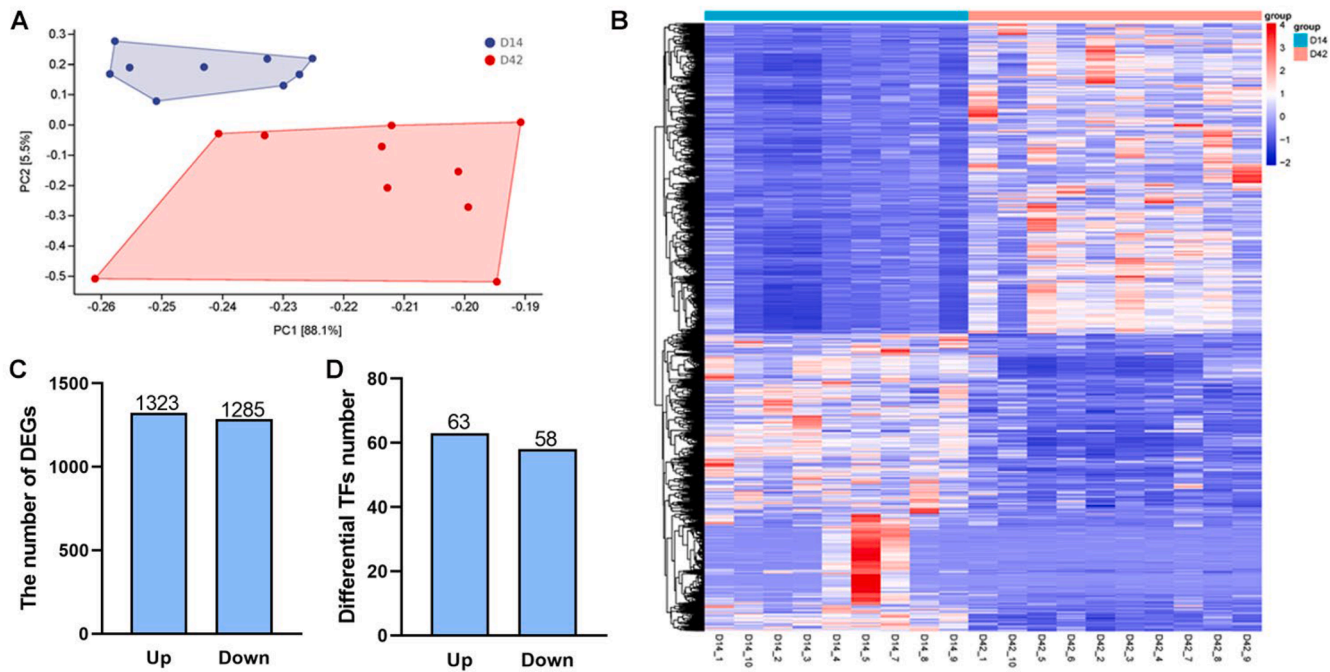 A
0.3
0.2
0.1
0.0
-0.1
-0.2
-0.3
-0.4
-0.5
PC2 [5.5%]
D14
D42
-0.26
-0.25
-0.24
-0.23
-0.22
-0.21
-0.20
-0.19
PC1 [88.1%]
B
group
4
3
2
1
0
-1
-2
group
D14
D42
D14_1
D14_10
D14_2
D14_3
D14_4
D14_5
D14_7
D14_8
D14_9
D42_1
D42_10
D42_5
D42_6
D42_2
D42_3
D42_4
D42_7
D42_8
D42_9
C
The number of DEGs
1500
1000
500
0
1323
1285
Up
Down
D
Differential TFs number
80
60
40
20
0
63
58
Up
Down